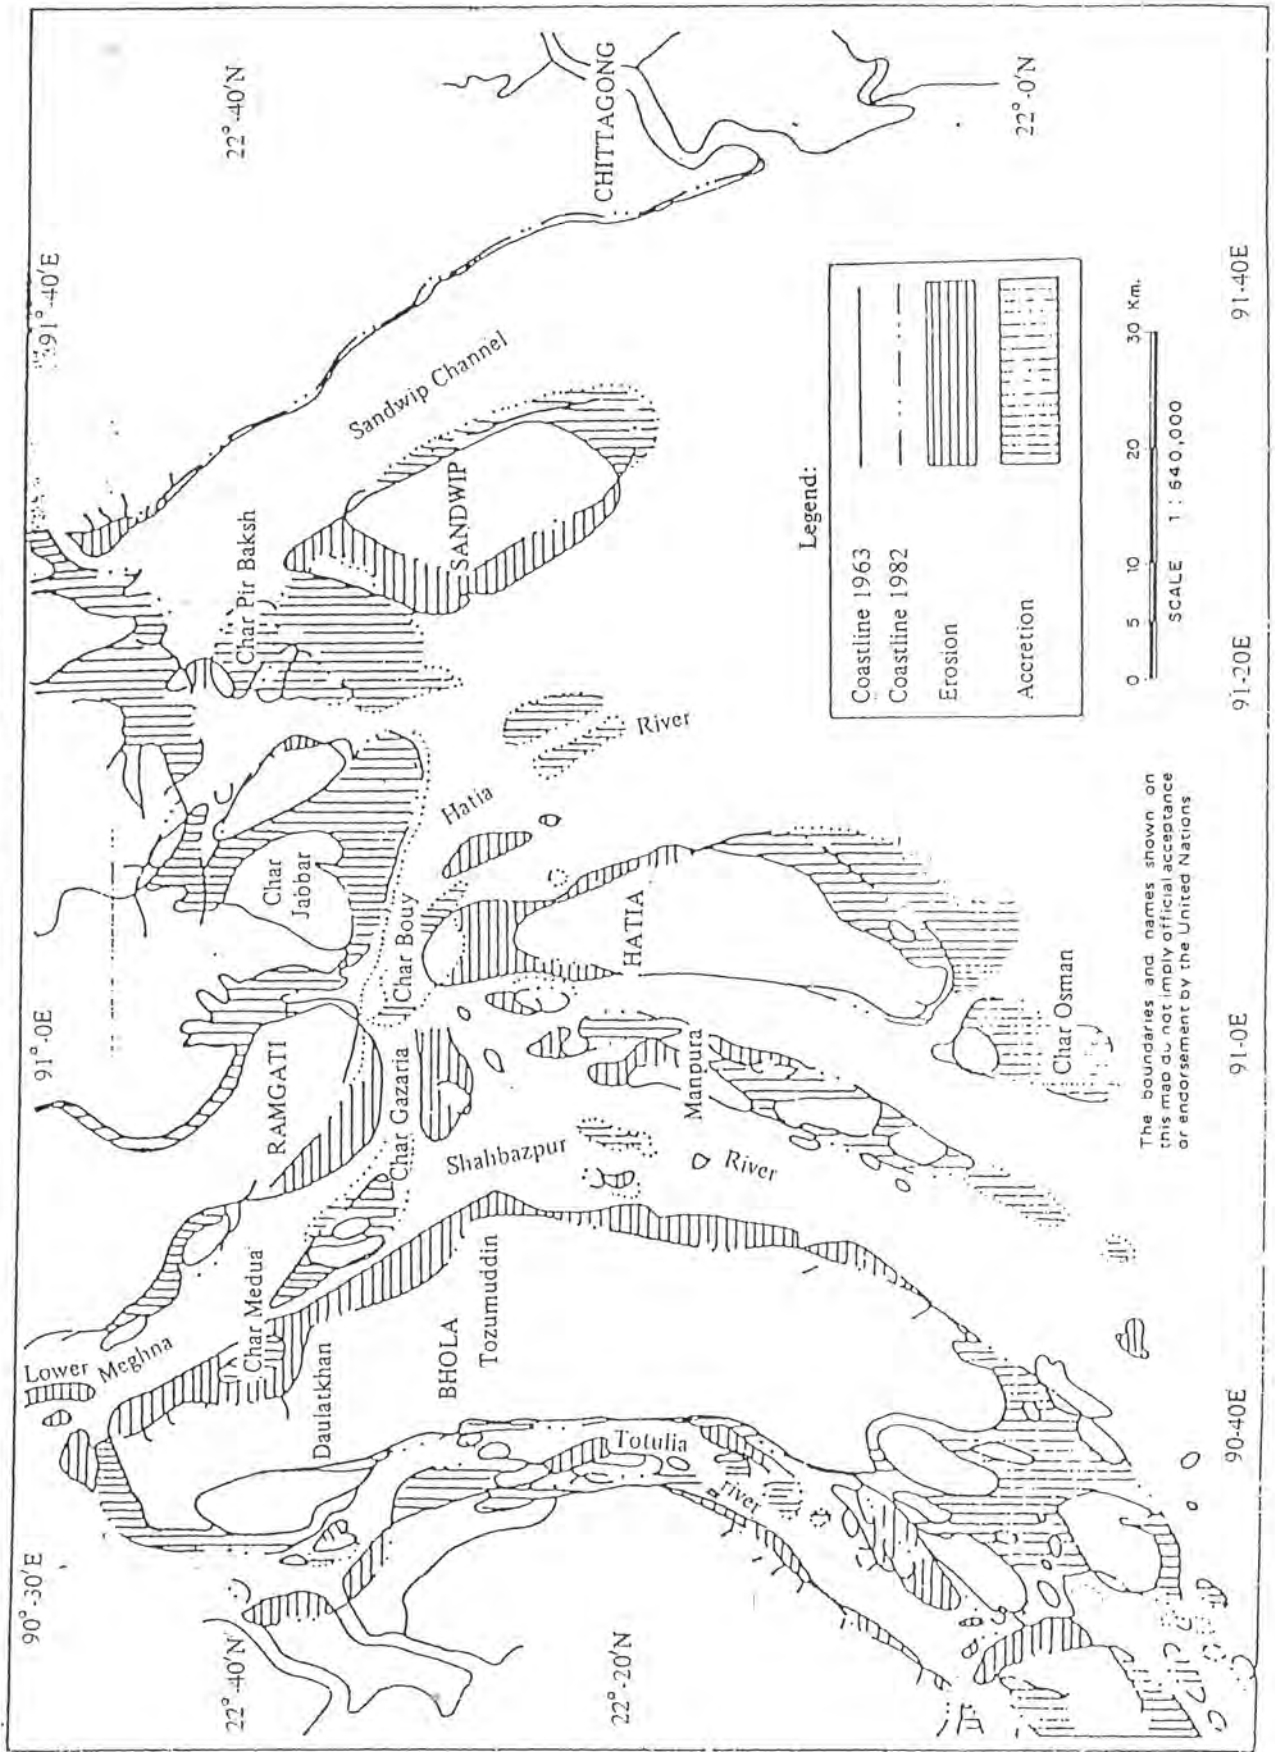 90°-30'E
91°-0E
91°-40'E
22°-40'N
22°-40'N
Lower
Meghna
Char Medua
Daulatkhan
RAMGATI
Char Gazaria
Char
Jabbar
Char Bouy
Char Pir Baksh
Sandwip Channel
SANDWIP
Hatia
River
BHOLA
Tozumuddin
Shahbazpur
River
CHITTAGONG
22°-20'N
Totulia
river
Manpura
HATIA
Legend:
Coastline 1963
Coastline 1982
Erosion
Accretion
22°-0'N
Char Osman
0 5 10 20 30 Km.
SCALE 1 : 640,000
The boundaries and names shown on
this map do not imply official acceptance
or endorsement by the United Nations
90-40E
91-0E
91-20E
91-40E